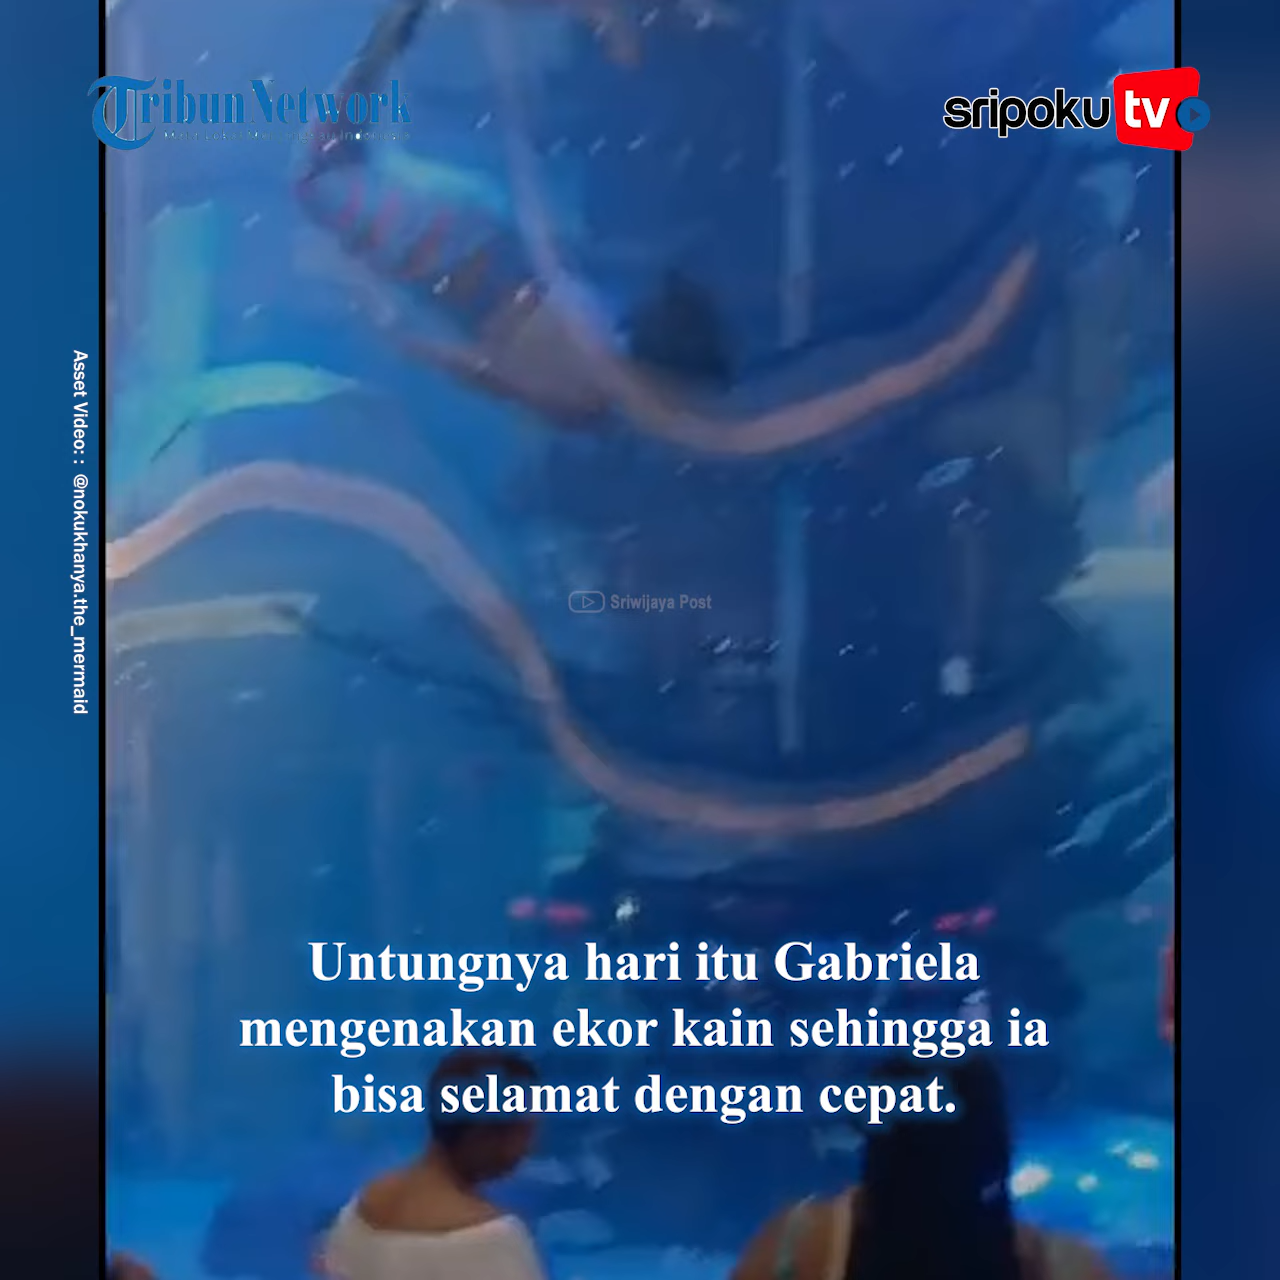 Tribun Network
sripoku tv
Asset Video: : @nokukhanya.the_mermaid
Sriwijaya Post
Untungnya hari itu Gabriela
mengenakan ekor kain sehingga ia
bisa selamat dengan cepat.